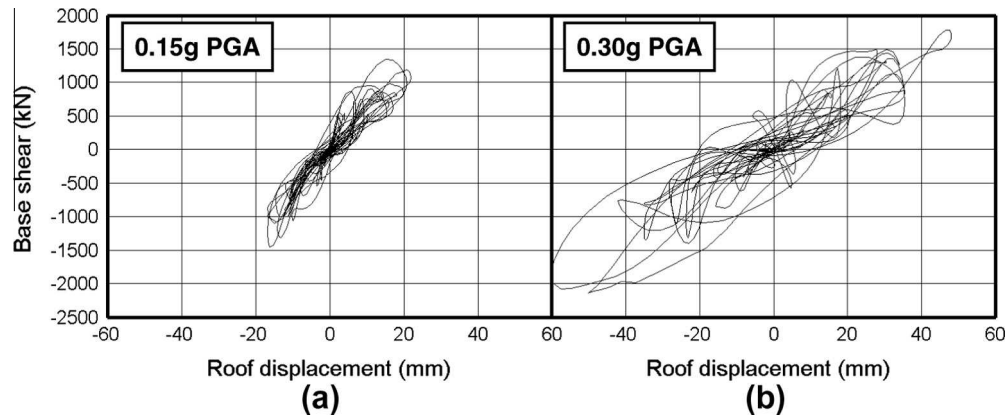 2000
1500
1000
500
0
-500
-1000
-1500
-2000
-2500
Base shear (kN)
0.15g PGA
0.30g PGA
-60 -40 -20 0 20 40 60 -40 -20 0 20 40 60
Roof displacement (mm) Roof displacement (mm)
(a) (b)